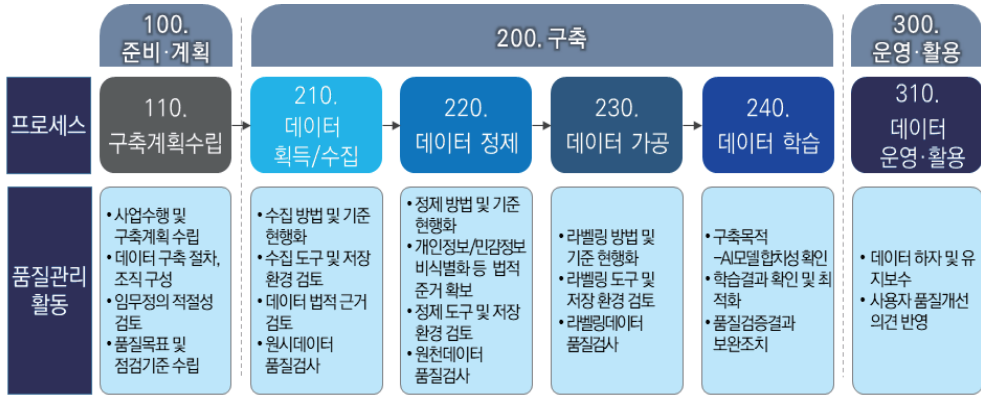 100.
준비·계획
200. 구축
300.
운영·활용
프로세스
110.
구축계획수립
210.
데이터
획득/수집
220.
데이터 정제
230.
데이터 가공
240.
데이터 학습
310.
데이터
운영·활용
품질관리
활동
• 사업수행 및
구축계획 수립
• 데이터 구축 절차,
조직 구성
• 임무정의 적절성
검토
• 품질목표 및
점검기준 수립
• 수집 방법 및 기준
현행화
• 수집 도구 및 저장
환경 검토
• 데이터 법적 근거
검토
• 원시데이터
품질검사
• 정제 방법 및 기준
현행화
• 개인정보/민감정보
비식별화 등 법적
준거 확보
• 정제 도구 및 저장
환경 검토
• 원천데이터
품질검사
• 라벨링 방법 및
기준 현행화
• 라벨링 도구 및
저장 환경 검토
• 라벨링데이터
품질검사
• 구축목적
-AI모델 합치성 확인
• 학습결과 확인 및 최
적화
• 품질검증결과
보완조치
• 데이터 하자 및 유
지보수
• 사용자 품질개선
의견 반영